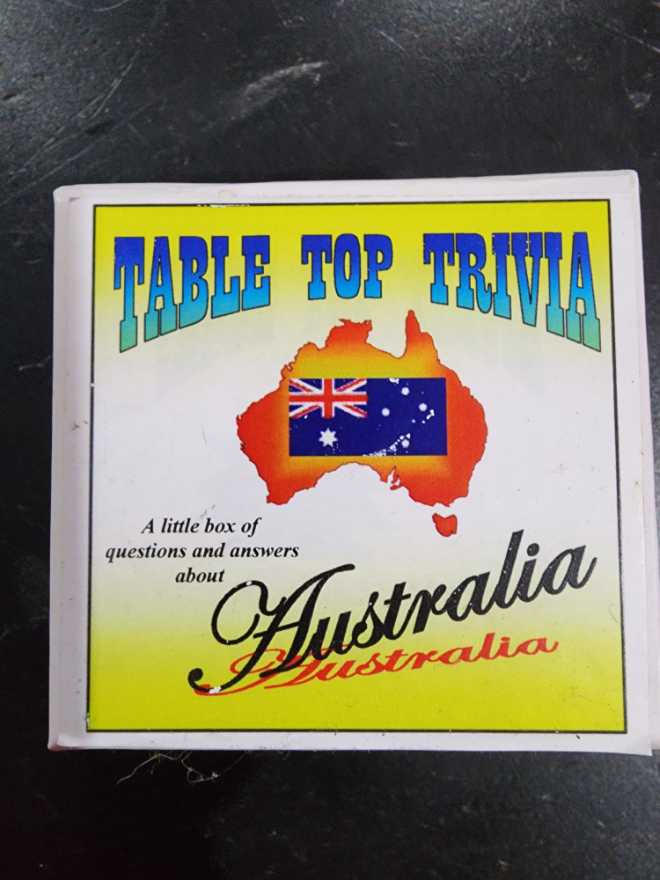 TABLE TOP TRIVIA
A little box of
questions and answers
about
Australia
Australia